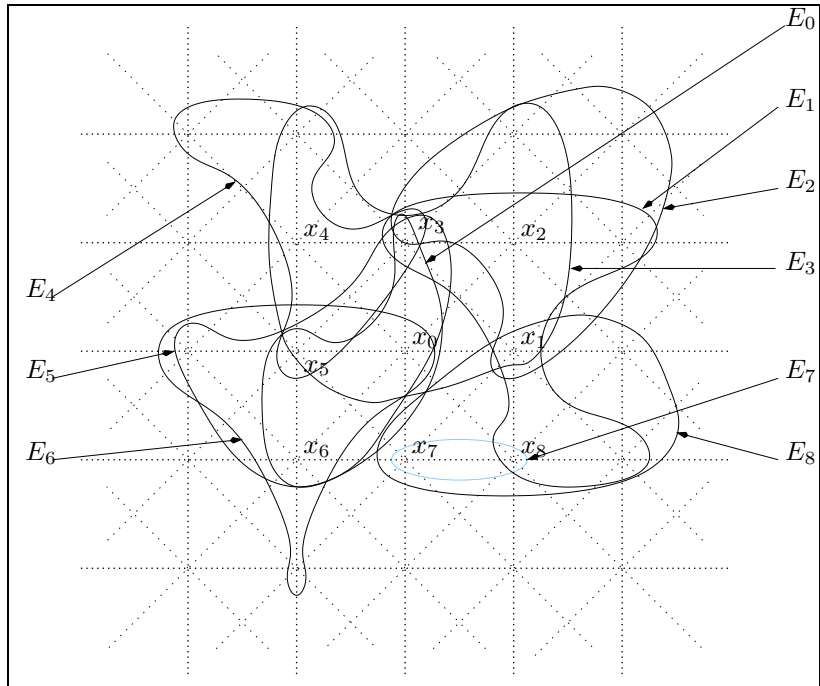 E₀
E₁
E₂
x₃
x₄ x₂
E₃
E₄
x₀ x₁
E₅ x₅ E₇
E₆ x₆ x₇ x₈ E₈